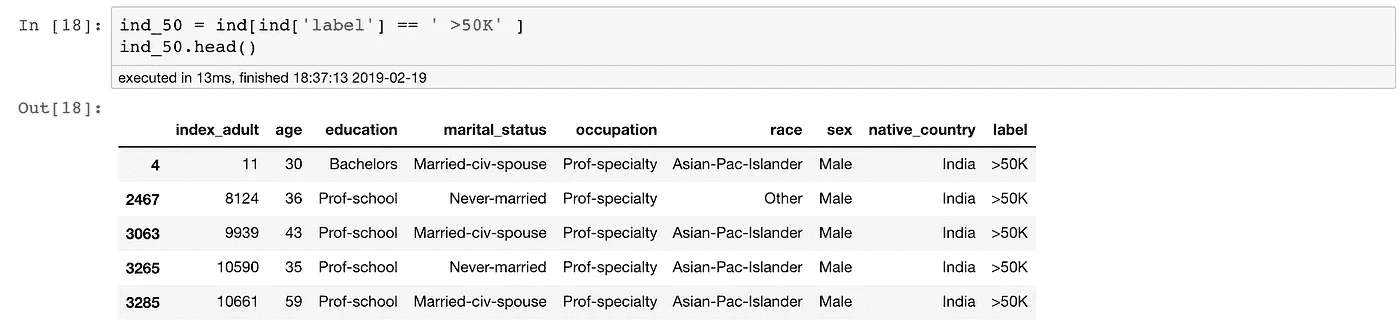 In [18]: ind_50 = ind[ind['label'] == ' >50K' ]
ind_50.head()
executed in 13ms, finished 18:37:13 2019-02-19
Out[18]:
index_adult age education marital_status occupation race sex native_country label
4 11 30 Bachelors Married-civ-spouse Prof-specialty Asian-Pac-Islander Male India >50K
2467 8124 36 Prof-school Never-married Prof-specialty Other Male India >50K
3063 9939 43 Prof-school Married-civ-spouse Prof-specialty Asian-Pac-Islander Male India >50K
3265 10590 35 Prof-school Never-married Prof-specialty Asian-Pac-Islander Male India >50K
3285 10661 59 Prof-school Married-civ-spouse Prof-specialty Asian-Pac-Islander Male India >50K